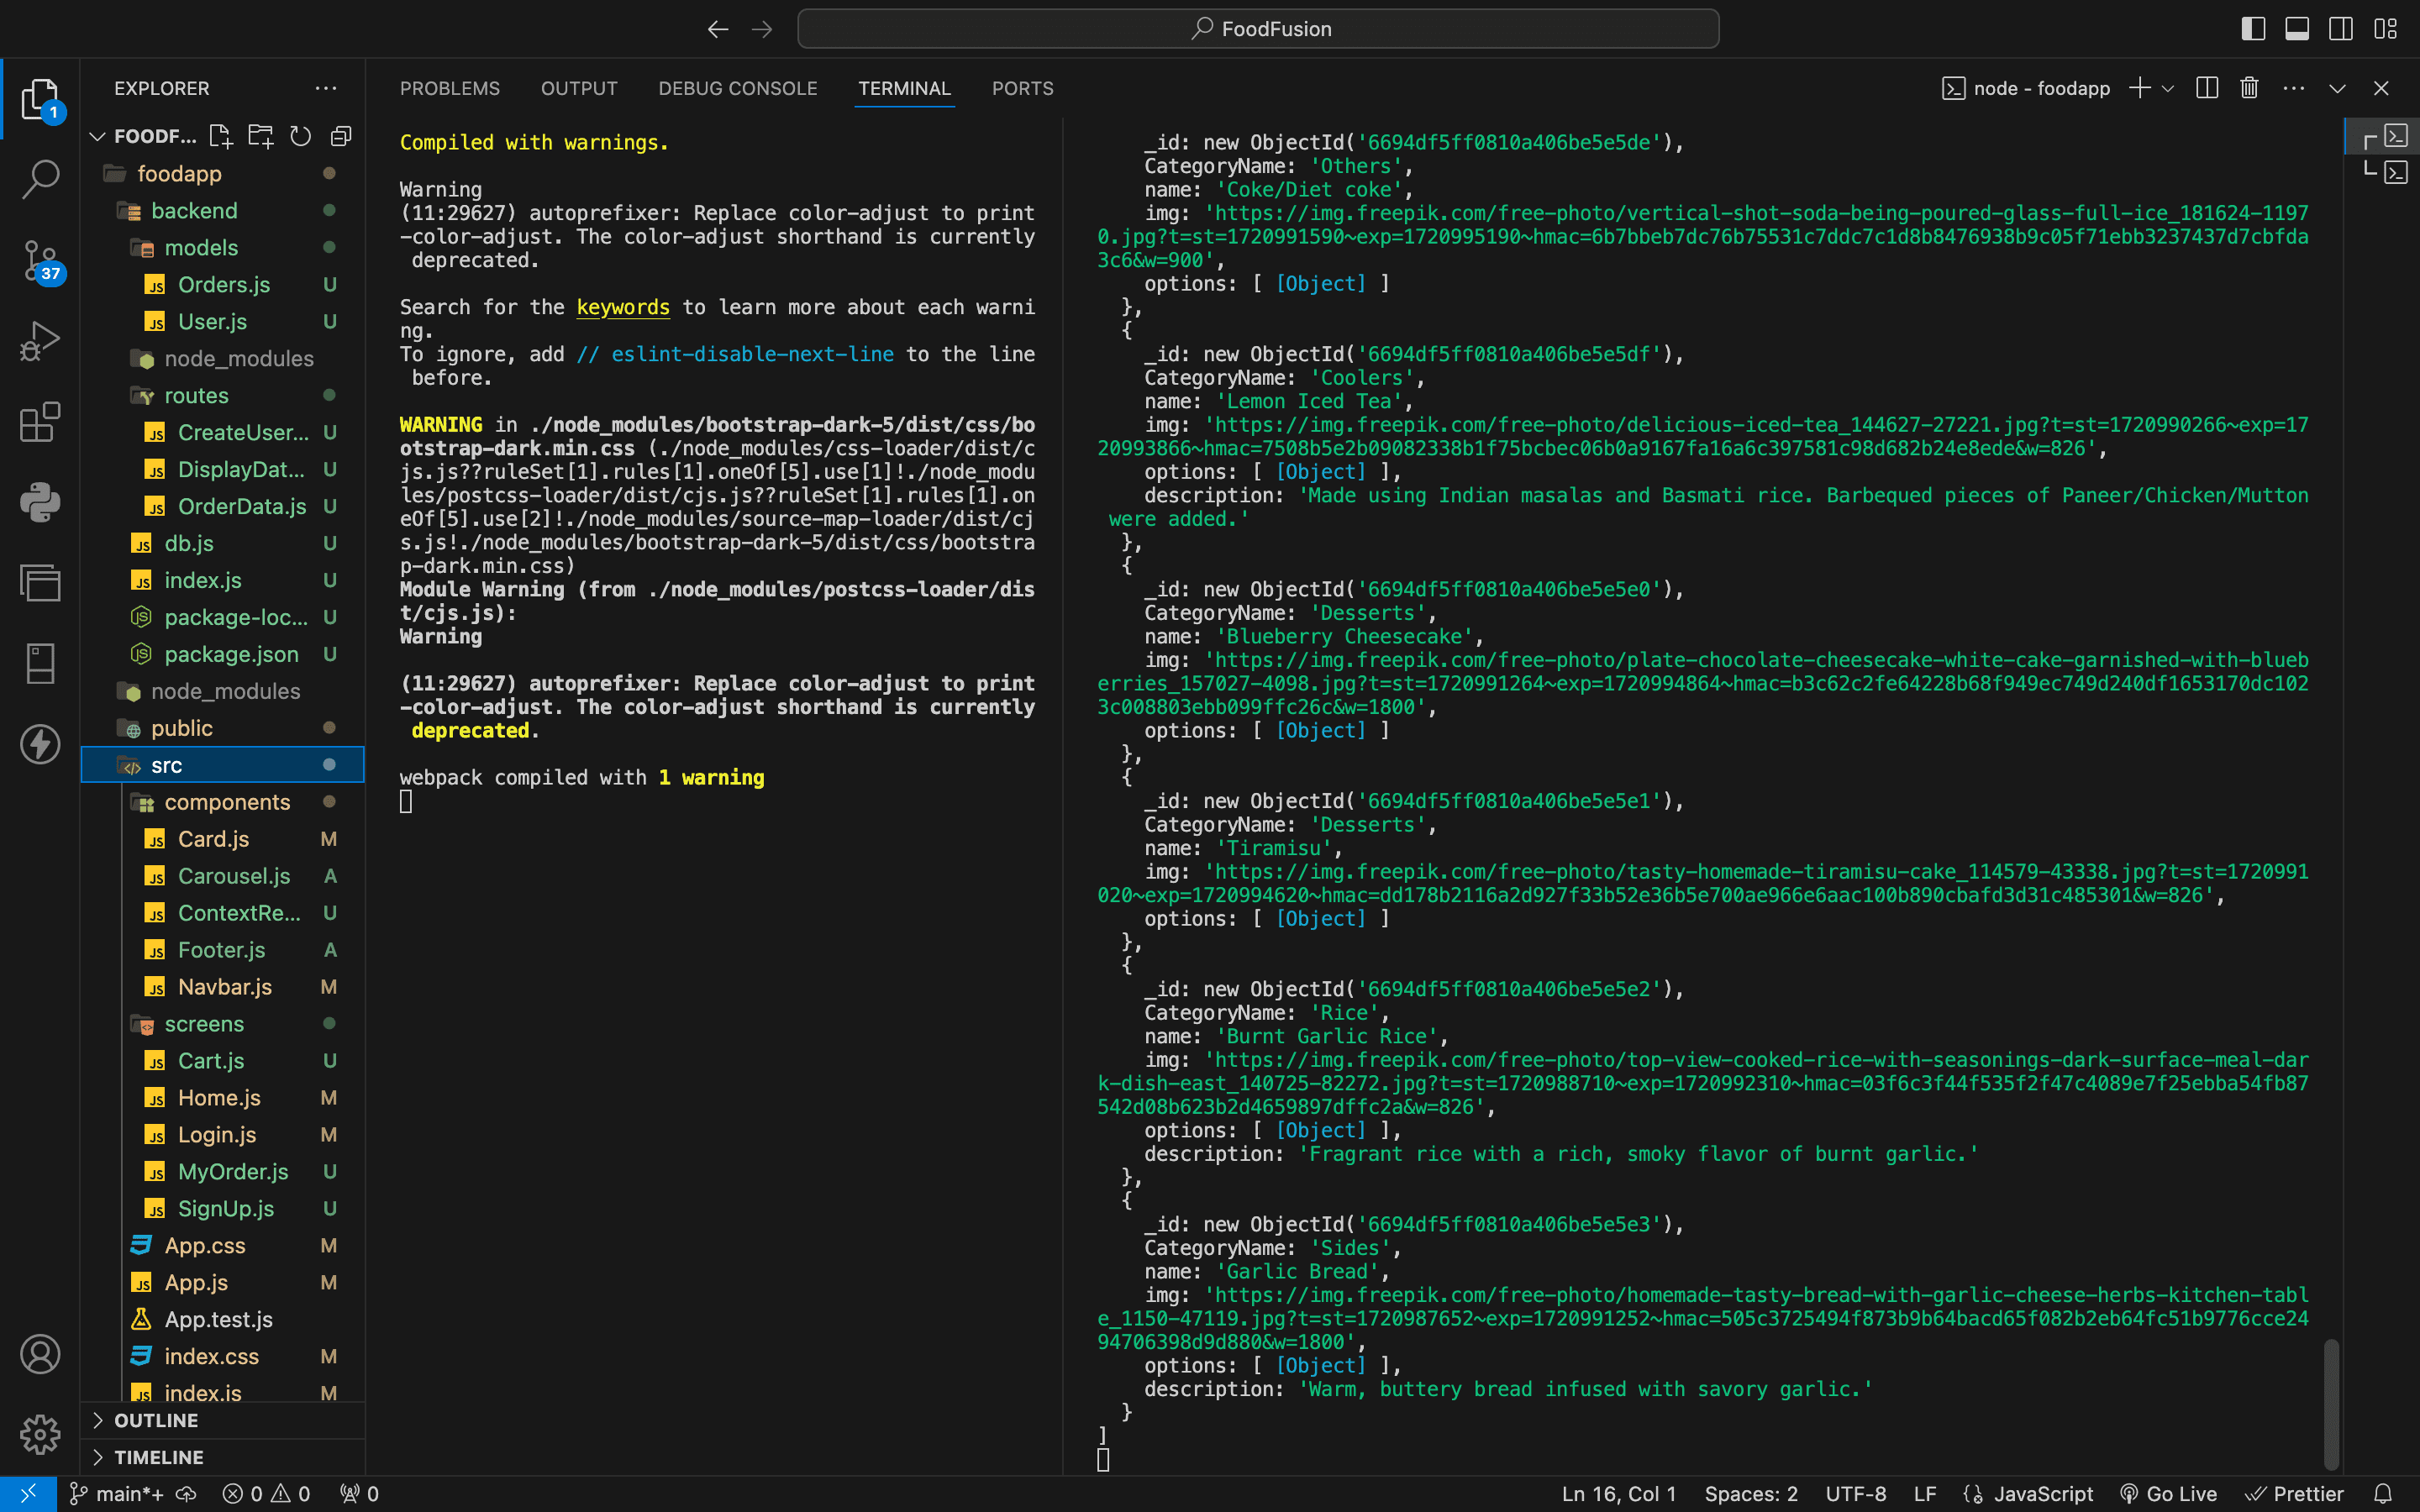 FoodFusion
EXPLORER
FOODF...
foodapp
backend
models
Orders.js U
User.js U
node_modules
routes
CreateUser... U
DisplayDat... U
OrderData.js U
db.js U
index.js U
package-loc... U
package.json U
node_modules
public
src
components
Card.js M
Carousel.js A
ContextRe... U
Footer.js A
Navbar.js M
screens
Cart.js U
Home.js M
Login.js M
MyOrder.js U
SignUp.js U
App.css M
App.js M
App.test.js
index.css M
index.js M
OUTLINE
TIMELINE
1
37
PROBLEMS OUTPUT DEBUG CONSOLE TERMINAL PORTS
node - foodapp
Compiled with warnings.
Warning
(11:29627) autoprefixer: Replace color-adjust to print
-color-adjust. The color-adjust shorthand is currently
deprecated.
Search for the keywords to learn more about each warni
ng.
To ignore, add // eslint-disable-next-line to the line
before.
WARNING in ./node_modules/bootstrap-dark-5/dist/css/bo
otstrap-dark.min.css (./node_modules/css-loader/dist/c
js.js??ruleSet[1].rules[1].oneOf[5].use[1]!./node_modu
les/postcss-loader/dist/cjs.js??ruleSet[1].rules[1].on
eOf[5].use[2]!./node_modules/source-map-loader/dist/cj
s.js!./node_modules/bootstrap-dark-5/dist/css/bootstra
p-dark.min.css)
Module Warning (from ./node_modules/postcss-loader/dis
t/cjs.js):
Warning
(11:29627) autoprefixer: Replace color-adjust to print
-color-adjust. The color-adjust shorthand is currently
deprecated.
webpack compiled with 1 warning
_id: new ObjectId('6694df5ff0810a406be5e5de'),
CategoryName: 'Others',
name: 'Coke/Diet coke',
img: 'https://img.freepik.com/free-photo/vertical-shot-soda-being-poured-glass-full-ice_181624-1197
0.jpg?t=st=1720991590~exp=1720995190~hmac=6b7bbeb7dc76b75531c7ddc7c1d8b8476938b9c05f71ebb3237437d7cbfda
3c6&w=900',
options: [ [Object] ]
},
{
_id: new ObjectId('6694df5ff0810a406be5e5df'),
CategoryName: 'Coolers',
name: 'Lemon Iced Tea',
img: 'https://img.freepik.com/free-photo/delicious-iced-tea_144627-27221.jpg?t=st=1720990266~exp=17
20993866~hmac=7508b5e2b09082338b1f75bcbec06b0a9167fa16a6c397581c98d682b24e8ede&w=826',
options: [ [Object] ],
description: 'Made using Indian masalas and Basmati rice. Barbequed pieces of Paneer/Chicken/Mutton
were added.'
},
{
_id: new ObjectId('6694df5ff0810a406be5e5e0'),
CategoryName: 'Desserts',
name: 'Blueberry Cheesecake',
img: 'https://img.freepik.com/free-photo/plate-chocolate-cheesecake-white-cake-garnished-with-blueb
erries_157027-4098.jpg?t=st=1720991264~exp=1720994864~hmac=b3c62c2fe64228b68f949ec749d240df1653170dc102
3c008803ebb099ffc26c&w=1800',
options: [ [Object] ]
},
{
_id: new ObjectId('6694df5ff0810a406be5e5e1'),
CategoryName: 'Desserts',
name: 'Tiramisu',
img: 'https://img.freepik.com/free-photo/tasty-homemade-tiramisu-cake_114579-43338.jpg?t=st=1720991
020~exp=1720994620~hmac=dd178b2116a2d927f33b52e36b5e700ae966e6aac100b890cbafd3d31c485301&w=826',
options: [ [Object] ]
},
{
_id: new ObjectId('6694df5ff0810a406be5e5e2'),
CategoryName: 'Rice',
name: 'Burnt Garlic Rice',
img: 'https://img.freepik.com/free-photo/top-view-cooked-rice-with-seasonings-dark-surface-meal-dar
k-dish-east_140725-82272.jpg?t=st=1720988710~exp=1720992310~hmac=03f6c3f44f535f2f47c4089e7f25ebba54fb87
542d08b623b2d4659897dffc2a&w=826',
options: [ [Object] ],
description: 'Fragrant rice with a rich, smoky flavor of burnt garlic.'
},
{
_id: new ObjectId('6694df5ff0810a406be5e5e3'),
CategoryName: 'Sides',
name: 'Garlic Bread',
img: 'https://img.freepik.com/free-photo/homemade-tasty-bread-with-garlic-cheese-herbs-kitchen-tabl
e_1150-47119.jpg?t=st=1720987652~exp=1720991252~hmac=505c3725494f873b9b64bacd65f082b2eb64fc51b9776cce24
94706398d9d880&w=1800',
options: [ [Object] ],
description: 'Warm, buttery bread infused with savory garlic.'
}
]
main*+ 0 0 0 Ln 16, Col 1 Spaces: 2 UTF-8 LF JavaScript Go Live Prettier